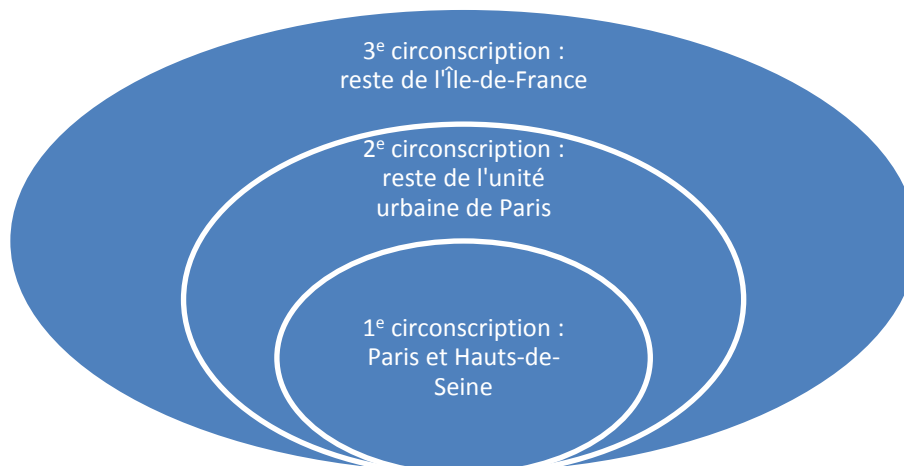 3ᵉ circonscription :
reste de l'Île-de-France
2ᵉ circonscription :
reste de l'unité
urbaine de Paris
1ᵉ circonscription :
Paris et Hauts-de-
Seine